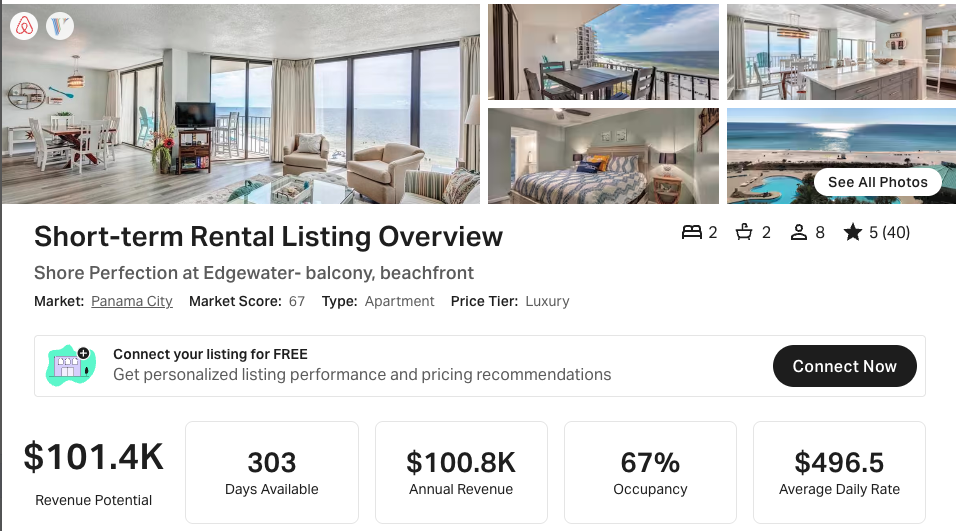 See All Photos
Short-term Rental Listing Overview
2 2 8 5 (40)
Shore Perfection at Edgewater- balcony, beachfront
Market: Panama City Market Score: 67 Type: Apartment Price Tier: Luxury
Connect your listing for FREE
Get personalized listing performance and pricing recommendations
Connect Now
$101.4K
Revenue Potential
303
Days Available
$100.8K
Annual Revenue
67%
Occupancy
$496.5
Average Daily Rate